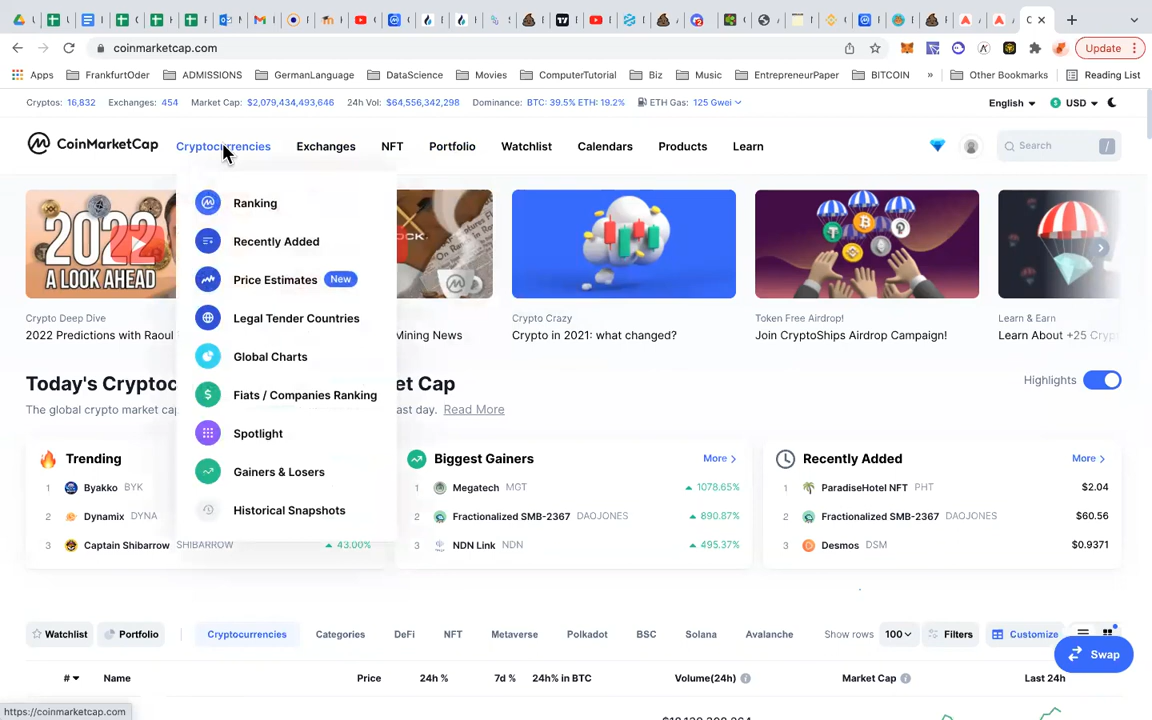 coinmarketcap.com
Update
Apps FrankfurtOder ADMISSIONS GermanLanguage DataScience Movies ComputerTutorial Biz Music EntrepreneurPaper BITCOIN » Other Bookmarks Reading List
Cryptos: 16,832 Exchanges: 454 Market Cap: $2,079,434,493,646 24h Vol: $64,556,342,298 Dominance: BTC: 39.5% ETH: 19.2% ETH Gas: 125 Gwei English USD
CoinMarketCap Cryptocurrencies Exchanges NFT Portfolio Watchlist Calendars Products Learn Search /
Ranking
Recently Added
Price Estimates New
Legal Tender Countries
Global Charts
Fiats / Companies Ranking
Spotlight
Gainers & Losers
Historical Snapshots
2022
A LOOK AHEAD
Crypto Deep Dive
2022 Predictions with Raoul
Mining News
Crypto Crazy
Crypto in 2021: what changed?
Token Free Airdrop!
Join CryptoShips Airdrop Campaign!
Learn & Earn
Learn About +25 Crypt
Today's Cryptoc
ket Cap
Highlights
The global crypto market cap
ast day. Read More
Trending
1 Byakko BYK
2 Dynamix DYNA
3 Captain Shibarrow SHIBARROW 43.00%
Biggest Gainers More >
1 Megatech MGT 1078.65%
2 Fractionalized SMB-2367 DAOJONES 890.87%
3 NDN Link NDN 495.37%
Recently Added More >
1 ParadiseHotel NFT PHT $2.04
2 Fractionalized SMB-2367 DAOJONES $60.56
3 Desmos DSM $0.9371
Watchlist Portfolio Cryptocurrencies Categories DeFi NFT Metaverse Polkadot BSC Solana Avalanche Show rows 100 Filters Customize
Swap
# Name Price 24h % 7d % 24h% in BTC Volume(24h) Market Cap Last 24h
https://coinmarketcap.com